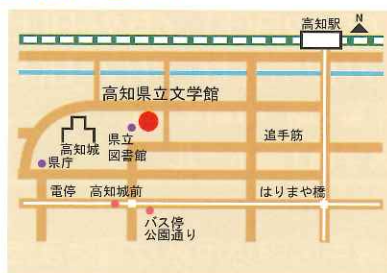 高知駅
N
高知県立文学館
県立
図書館
追手筋
高知城
県庁
電停
高知城前
はりまや橋
バス停
公園通り